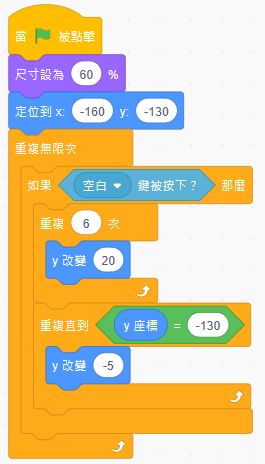 當 被點擊
尺寸設為 60 %
定位到 x: -160 y: -130
重複無限次
如果 空白 鍵被按下？ 那麼
重複 6 次
y 改變 20
重複直到 y 座標 = -130
y 改變 -5